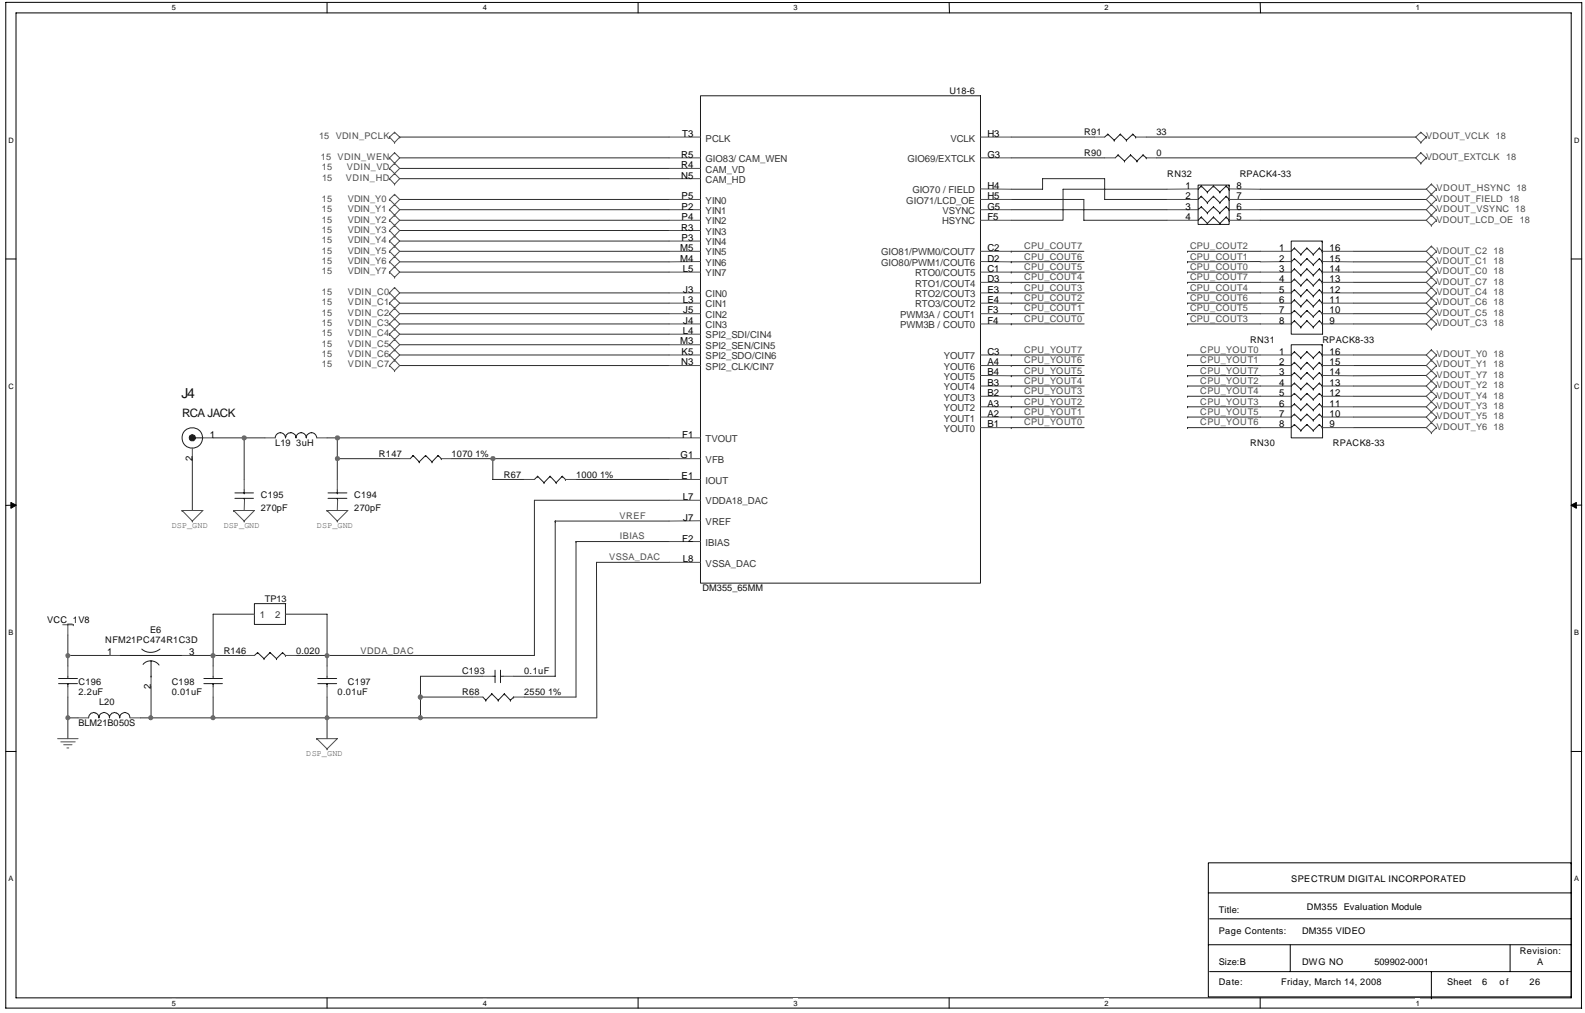 5 4 3 2 1
D D
C C
B B
A A
U18-6
15 VDIN_PCLK T3 PCLK
15 VDIN_WEN R5 GIO83/ CAM_WEN
15 VDIN_VD R4 CAM_VD
15 VDIN_HD N5 CAM_HD
15 VDIN_Y0 P5 YIN0
15 VDIN_Y1 P2 YIN1
15 VDIN_Y2 P4 YIN2
15 VDIN_Y3 R3 YIN3
15 VDIN_Y4 P3 YIN4
15 VDIN_Y5 M5 YIN5
15 VDIN_Y6 M4 YIN6
15 VDIN_Y7 L5 YIN7
15 VDIN_C0 J3 CIN0
15 VDIN_C1 L3 CIN1
15 VDIN_C2 J5 CIN2
15 VDIN_C3 J4 CIN3
15 VDIN_C4 L4 SPI2_SDI/CIN4
15 VDIN_C5 M3 SPI2_SEN/CIN5
15 VDIN_C6 K5 SPI2_SDO/CIN6
15 VDIN_C7 N3 SPI2_CLK/CIN7
VCLK H3 R91 33 VDOUT_VCLK 18
GIO69/EXTCLK G3 R90 0 VDOUT_EXTCLK 18
RN32 RPACK4-33
GIO70 / FIELD H4 1 8 VDOUT_HSYNC 18
GIO71/LCD_OE H5 2 7 VDOUT_FIELD 18
VSYNC G5 3 6 VDOUT_VSYNC 18
HSYNC F5 4 5 VDOUT_LCD_OE 18
GIO81/PWM0/COUT7 C2 CPU_COUT7 CPU_COUT2 1 16 VDOUT_C2 18
GIO80/PWM1/COUT6 D2 CPU_COUT6 CPU_COUT1 2 15 VDOUT_C1 18
RTO0/COUT5 C1 CPU_COUT5 CPU_COUT0 3 14 VDOUT_C0 18
RTO1/COUT4 D3 CPU_COUT4 CPU_COUT7 4 13 VDOUT_C7 18
RTO2/COUT3 E3 CPU_COUT3 CPU_COUT4 5 12 VDOUT_C4 18
RTO3/COUT2 E4 CPU_COUT2 CPU_COUT6 6 11 VDOUT_C6 18
PWM3A / COUT1 F3 CPU_COUT1 CPU_COUT5 7 10 VDOUT_C5 18
PWM3B / COUT0 F4 CPU_COUT0 CPU_COUT3 8 9 VDOUT_C3 18
RN31 RPACK8-33
YOUT7 C3 CPU_YOUT7 CPU_YOUT0 1 16 VDOUT_Y0 18
YOUT6 A4 CPU_YOUT6 CPU_YOUT1 2 15 VDOUT_Y1 18
YOUT5 B4 CPU_YOUT5 CPU_YOUT7 3 14 VDOUT_Y7 18
YOUT4 B3 CPU_YOUT4 CPU_YOUT2 4 13 VDOUT_Y2 18
YOUT3 B2 CPU_YOUT3 CPU_YOUT4 5 12 VDOUT_Y4 18
YOUT2 A3 CPU_YOUT2 CPU_YOUT3 6 11 VDOUT_Y3 18
YOUT1 A2 CPU_YOUT1 CPU_YOUT5 7 10 VDOUT_Y5 18
YOUT0 B1 CPU_YOUT0 CPU_YOUT6 8 9 VDOUT_Y6 18
RN30 RPACK8-33
J4
RCA JACK
1
2
L19 3uH
F1 TVOUT
R147 1070 1% G1 VFB
R67 1000 1% E1 IOUT
C195
270pF
C194
270pF
DSP_GND DSP_GND DSP_GND
L7 VDDA18_DAC
VREF J7 VREF
IBIAS F2 IBIAS
VSSA_DAC L8 VSSA_DAC
DM355_65MM
TP13
1 2
VCC_1V8
E6
NFM21PC474R1C3D
1 3
2
R146 0.020 VDDA_DAC
C196
2.2uF
C198
0.01uF
C197
0.01uF
C193 0.1uF
R68 2550 1%
L20
BLM21B050S
DSP_GND
SPECTRUM DIGITAL INCORPORATED
Title: DM355 Evaluation Module
Page Contents: DM355 VIDEO
Size:B DWG NO 509902-0001 Revision: A
Date: Friday, March 14, 2008 Sheet 6 of 26
5 4 3 2 1